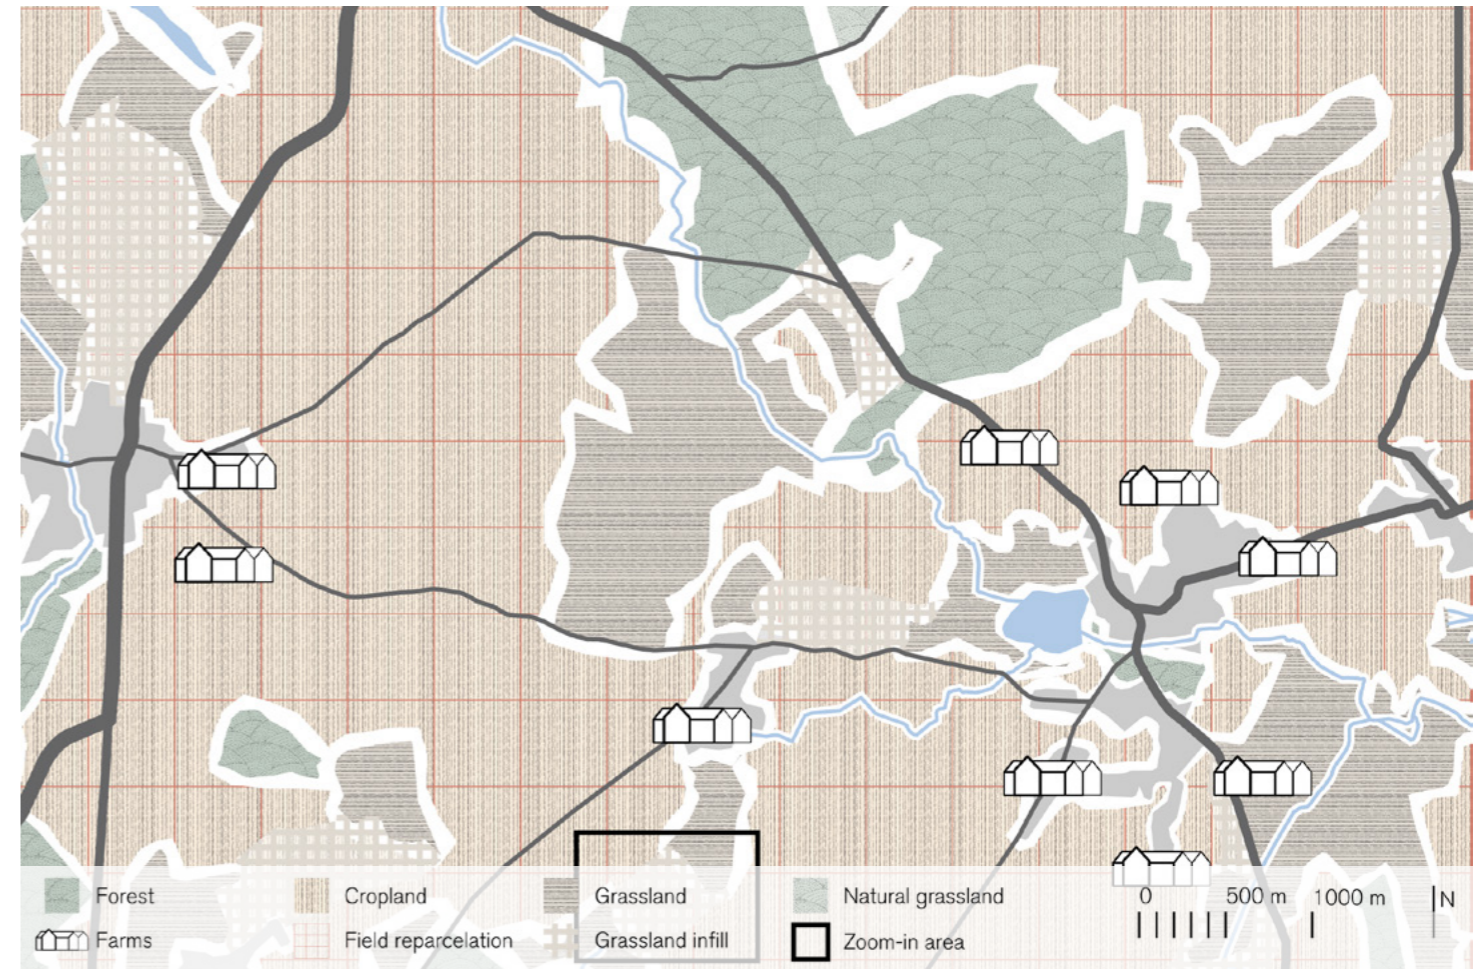 Forest Cropland Grassland Natural grassland 0 500 m 1000 m N
Farms Field reparcelation Grassland infill Zoom-in area